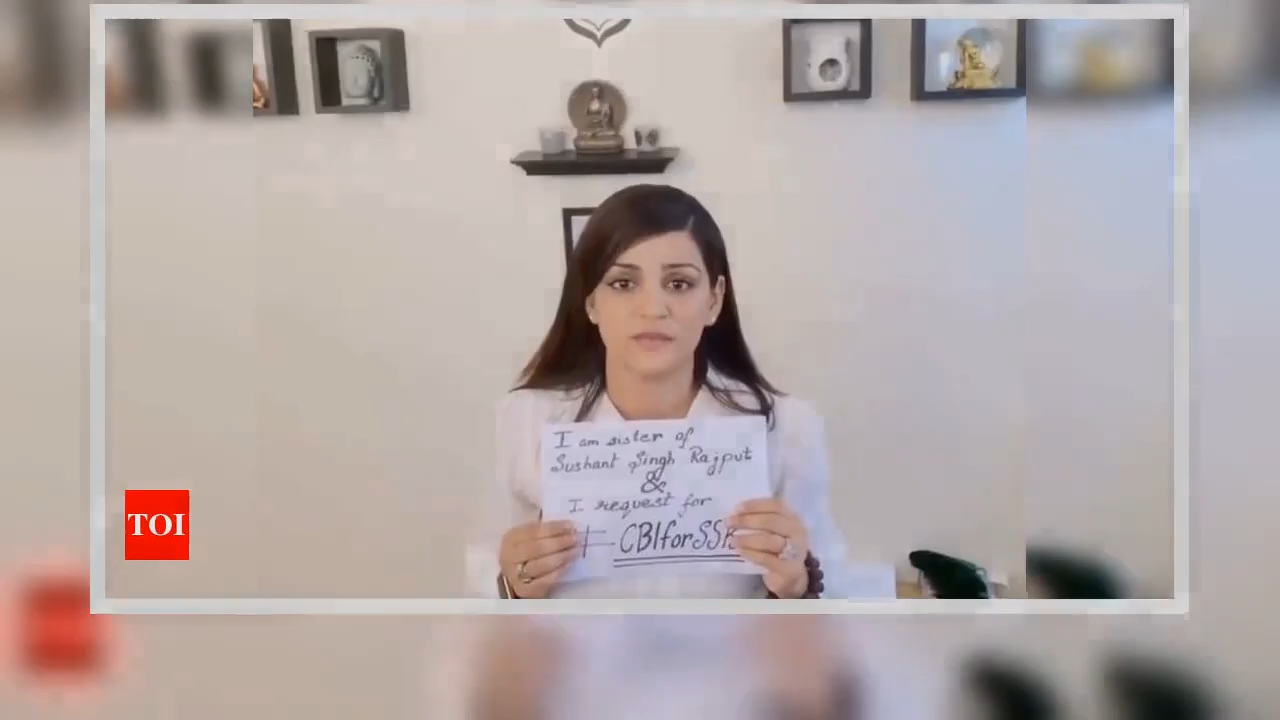 I am sister of
Sushant Singh Rajput
&
I request for
#CBIforSSR
TOI